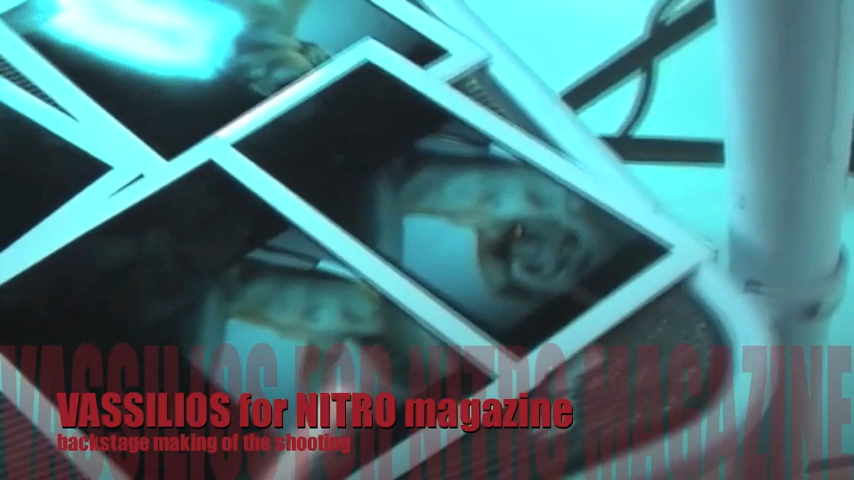 VASSILIOS FOR NITRO MAGAZINE
VASSILIOS for NITRO magazine
backstage making of the shooting